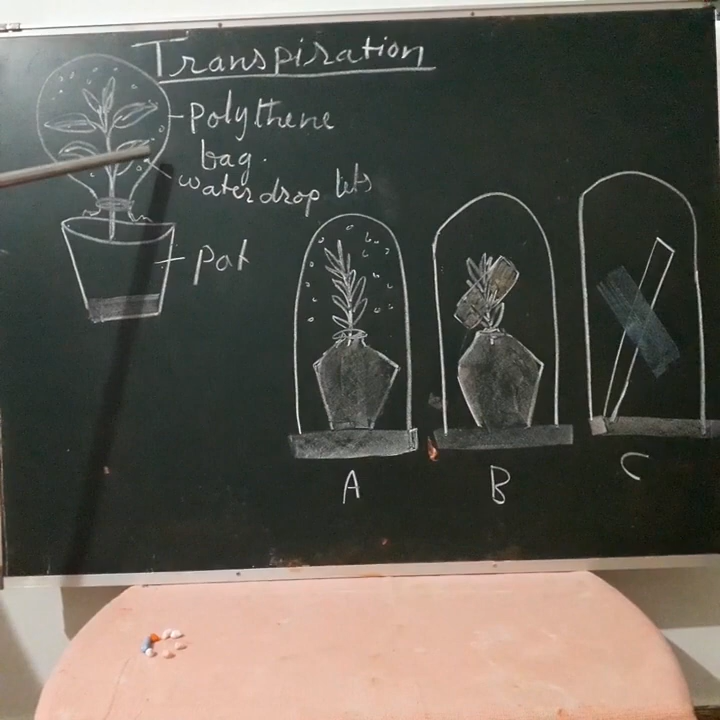 Transpiration
Polythene
bag.
water drop lets
Pot
A
B
C